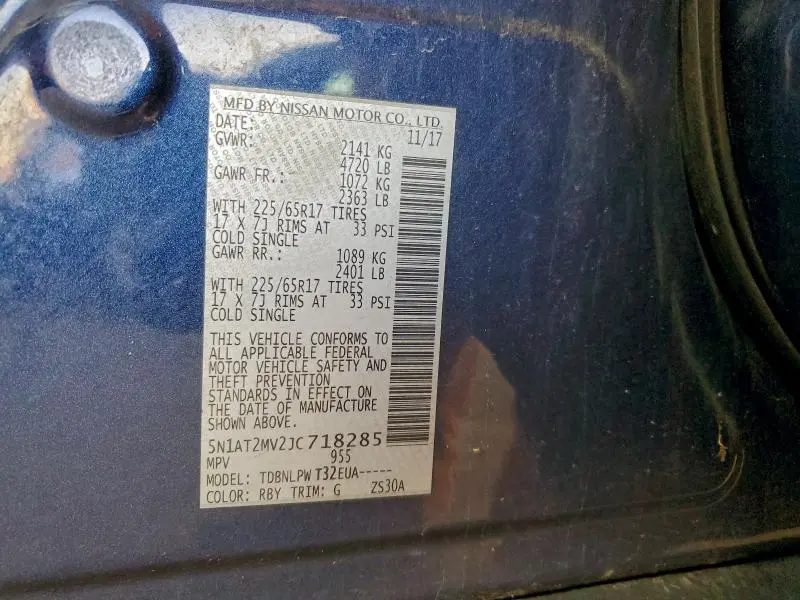 MFD BY NISSAN MOTOR CO., LTD.
DATE: 11/17
GVWR: 2141 KG
4720 LB
GAWR FR.: 1072 KG
2363 LB
WITH 225/65R17 TIRES
17 X 7J RIMS AT 33 PSI
COLD SINGLE
GAWR RR.: 1089 KG
2401 LB
WITH 225/65R17 TIRES
17 X 7J RIMS AT 33 PSI
COLD SINGLE
THIS VEHICLE CONFORMS TO
ALL APPLICABLE FEDERAL
MOTOR VEHICLE SAFETY AND
THEFT PREVENTION
STANDARDS IN EFFECT ON
THE DATE OF MANUFACTURE
SHOWN ABOVE.
5N1AT2MV2JC718285
MPV 955
MODEL: TDBNLPW T32EUA-----
COLOR: RBY TRIM: G ZS30A